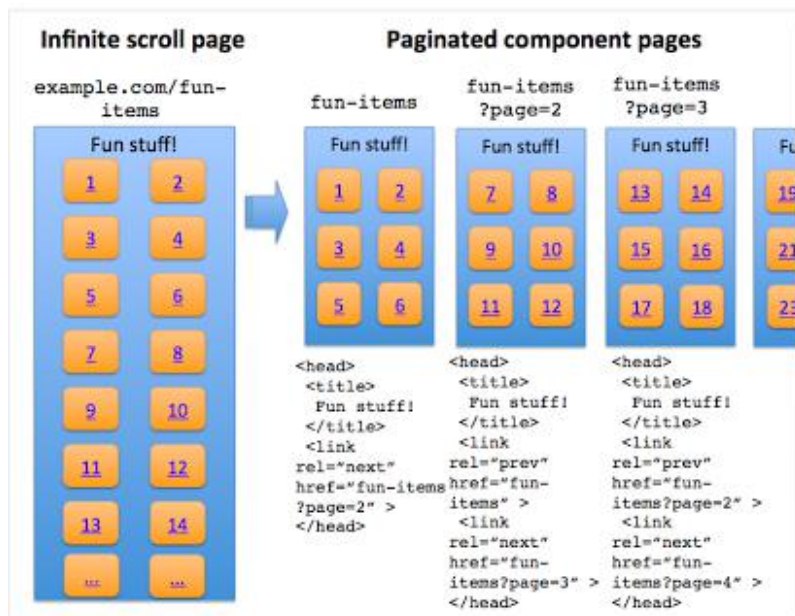 Infinite scroll page
example.com/fun-
items
Fun stuff!
1 2
3 4
5 6
7 8
9 10
11 12
13 14
... ...
Paginated component pages
fun-items
Fun stuff!
1 2
3 4
5 6
<head>
<title>
Fun stuff!
</title>
<link
rel="next"
href="fun-items
?page=2" >
</head>
fun-items
?page=2
Fun stuff!
7 8
9 10
11 12
<head>
<title>
Fun stuff!
</title>
<link
rel="prev"
href="fun-
items" >
<link
rel="next"
href="fun-
items?page=3" >
</head>
fun-items
?page=3
Fun stuff!
13 14
15 16
17 18
<head>
<title>
Fun stuff!
</title>
<link
rel="prev"
href="fun-
items?page=2" >
<link
rel="next"
href="fun-
items?page=4" >
</head>
Fu
19
21
23